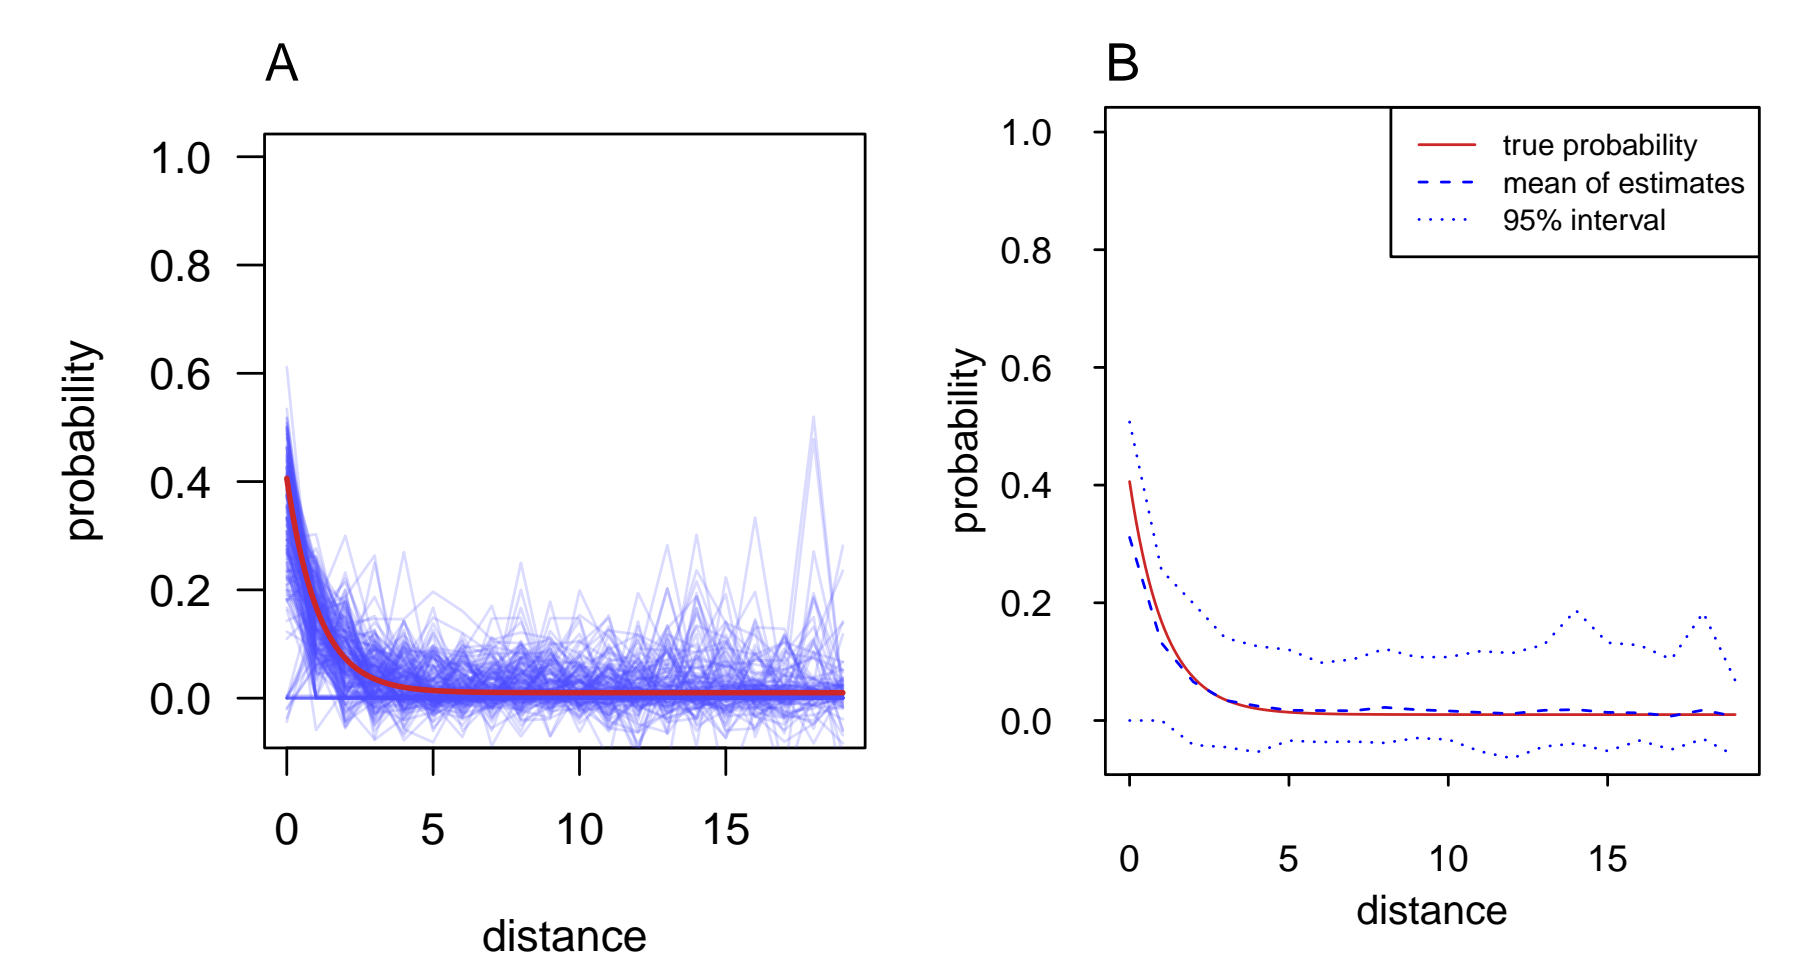 A
probability
1.0
0.8
0.6
0.4
0.2
0.0
0 5 10 15
distance
B
probability
1.0
0.8
0.6
0.4
0.2
0.0
true probability
mean of estimates
95% interval
0 5 10 15
distance